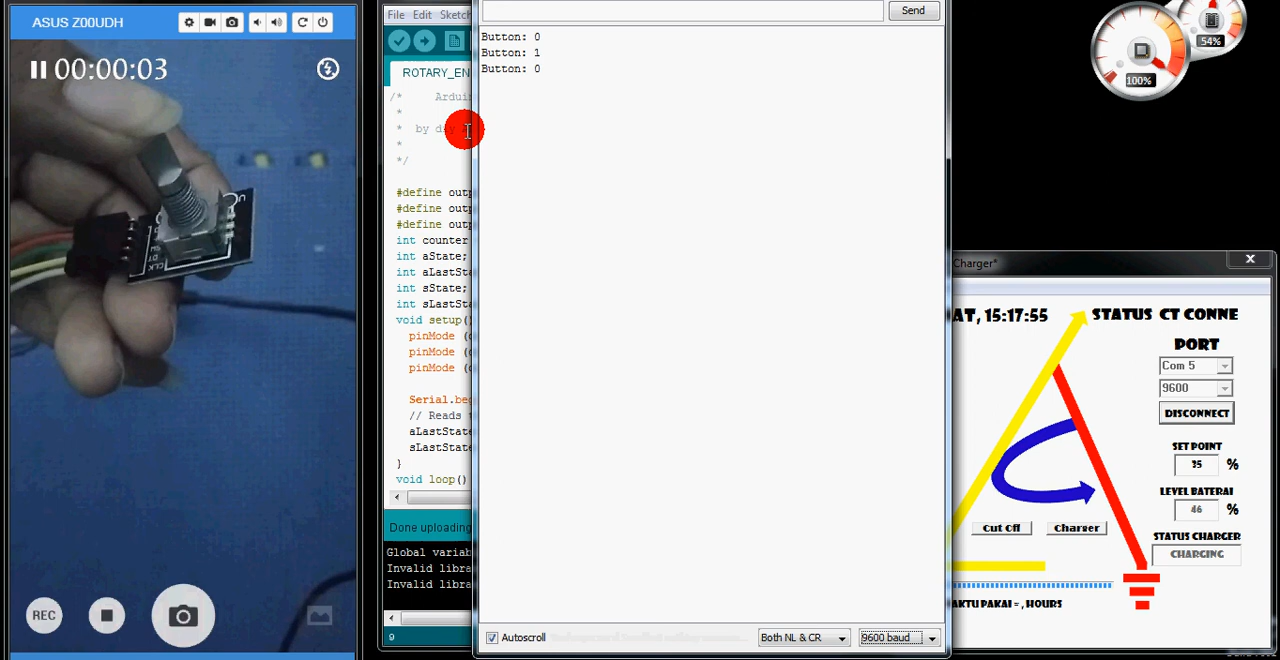 ASUS Z00UDH
00:00:03
SW
DT
CLK
REC
File Edit Sketch
ROTARY_EN
/* Arduin
*
* by d
*
*/
#define outp
#define outp
#define outp
int counter
int aState;
int aLastSta
int sState;
int sLastSta
void setup()
pinMode (
pinMode (
pinMode (
Serial.beg
// Reads
aLastState
sLastState
}
void loop()
Done uploading
Global variab
Invalid libra
Invalid libra
9
Send
Button: 0
Button: 1
Button: 0
Autoscroll
Both NL & CR
9600 baud
54%
100%
Charger*
X
AT, 15:17:55
STATUS CT CONNE
PORT
Com 5
9600
DISCONNECT
SET POINT
35 %
LEVEL BATERAI
46 %
STATUS CHARGER
CHARGING
Cut Off
Charger
AKTU PAKAI = , HOURS